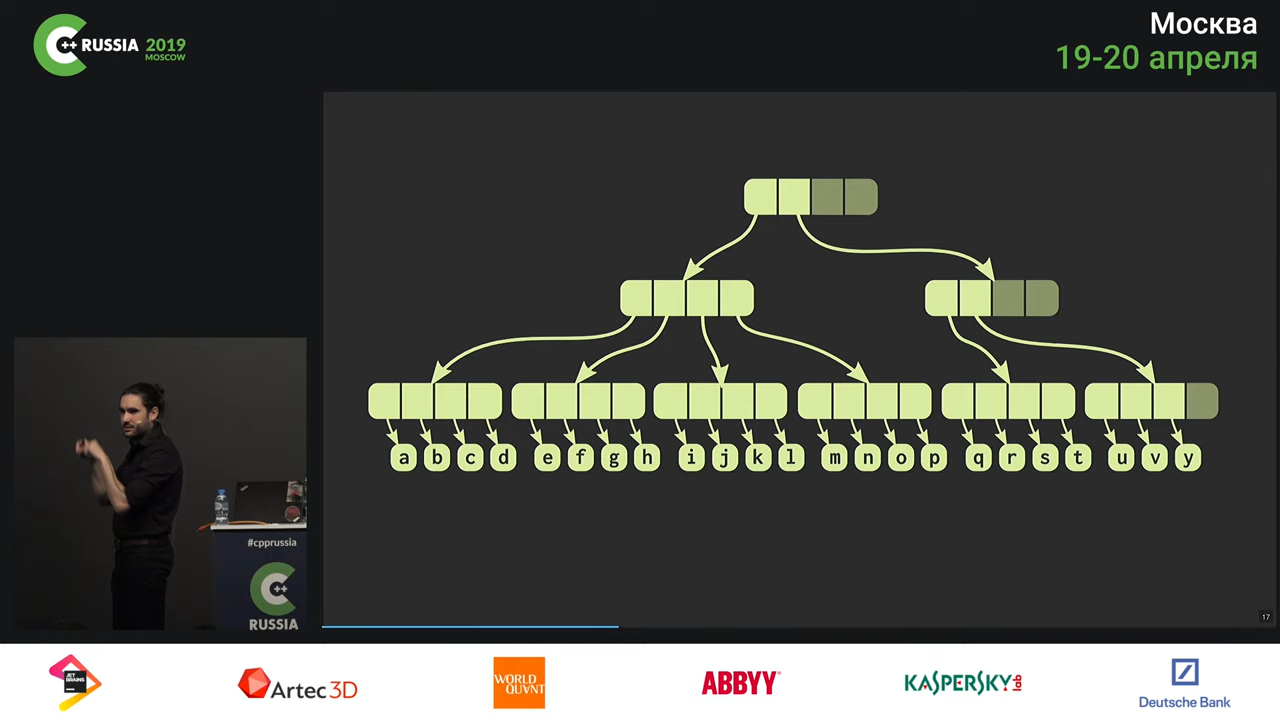 C++ RUSSIA 2019
MOSCOW
Москва
19-20 апреля
a b c d e f g h i j k l m n o p q r s t u v y
17
#cpprussia
C++
RUSSIA
JET BRAINS
Artec 3D
WORLD QUANT
ABBYY
KASPERSKY lab
Deutsche Bank